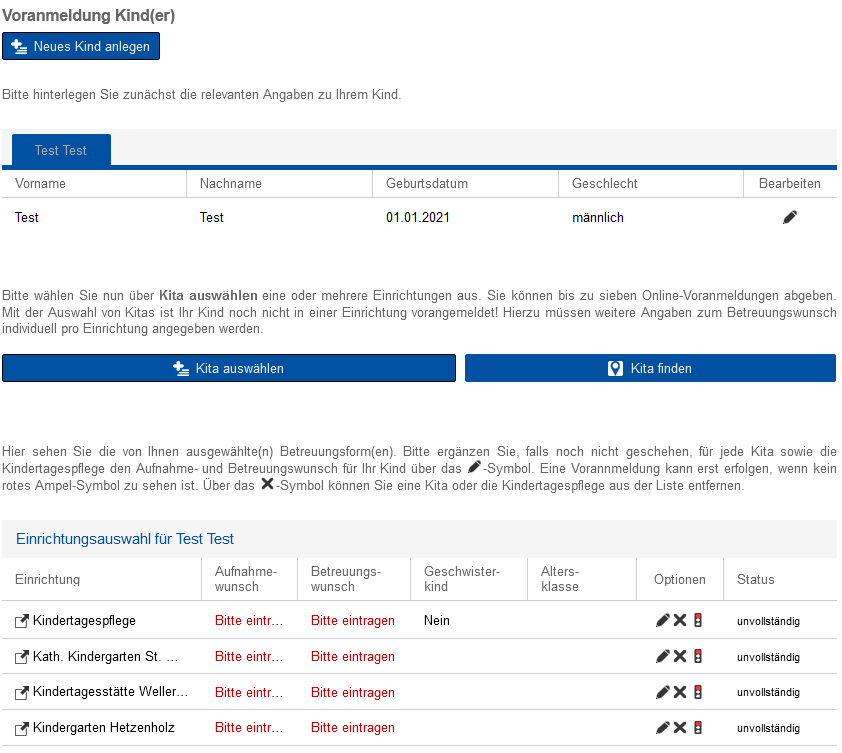 Voranmeldung Kind(er)
Neues Kind anlegen
Bitte hinterlegen Sie zunächst die relevanten Angaben zu Ihrem Kind.
Test Test
Vorname Nachname Geburtsdatum Geschlecht Bearbeiten
Test Test 01.01.2021 männlich
Bitte wählen Sie nun über Kita auswählen eine oder mehrere Einrichtungen aus. Sie können bis zu sieben Online-Voranmeldungen abgeben.
Mit der Auswahl von Kitas ist Ihr Kind noch nicht in einer Einrichtung vorangemeldet! Hierzu müssen weitere Angaben zum Betreuungswunsch
individuell pro Einrichtung angegeben werden.
Kita auswählen Kita finden
Hier sehen Sie die von Ihnen ausgewählte(n) Betreuungsform(en). Bitte ergänzen Sie, falls noch nicht geschehen, für jede Kita sowie die
Kindertagespflege den Aufnahme- und Betreuungswunsch für Ihr Kind über das -Symbol. Eine Vorannmeldung kann erst erfolgen, wenn kein
rotes Ampel-Symbol zu sehen ist. Über das -Symbol können Sie eine Kita oder die Kindertagespflege aus der Liste entfernen.
Einrichtungsauswahl für Test Test
Einrichtung Aufnahme- Betreuungs- Geschwister- Alters- Optionen Status
wunsch wunsch kind klasse
Kindertagespflege Bitte eintr... Bitte eintragen Nein unvollständig
Kath. Kindergarten St. ... Bitte eintr... Bitte eintragen unvollständig
Kindertagesstätte Weller... Bitte eintr... Bitte eintragen unvollständig
Kindergarten Hetzenholz Bitte eintr... Bitte eintragen unvollständig